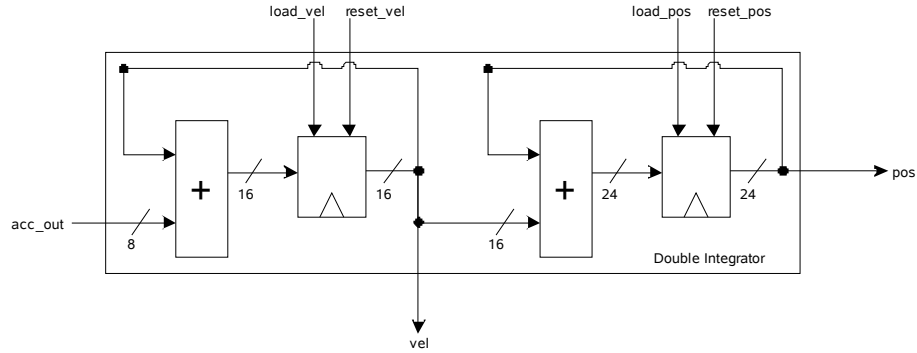 load_vel reset_vel load_pos reset_pos
+ 16 16 + 24 24 pos
acc_out 8 16
Double Integrator
vel